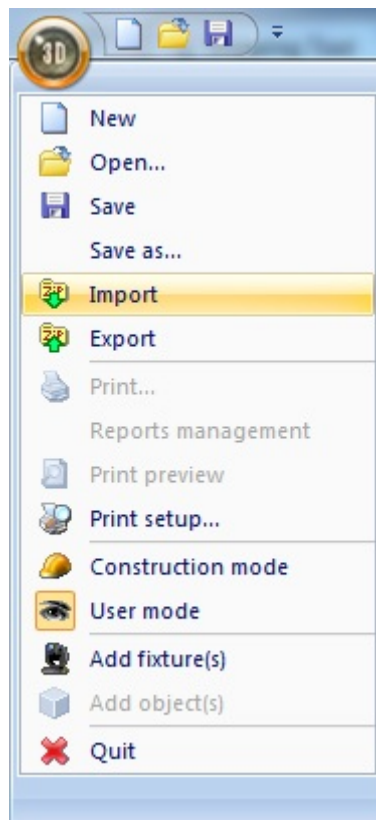 3D
New
Open...
Save
Save as...
Import
Export
Print...
Reports management
Print preview
Print setup...
Construction mode
User mode
Add fixture(s)
Add object(s)
Quit